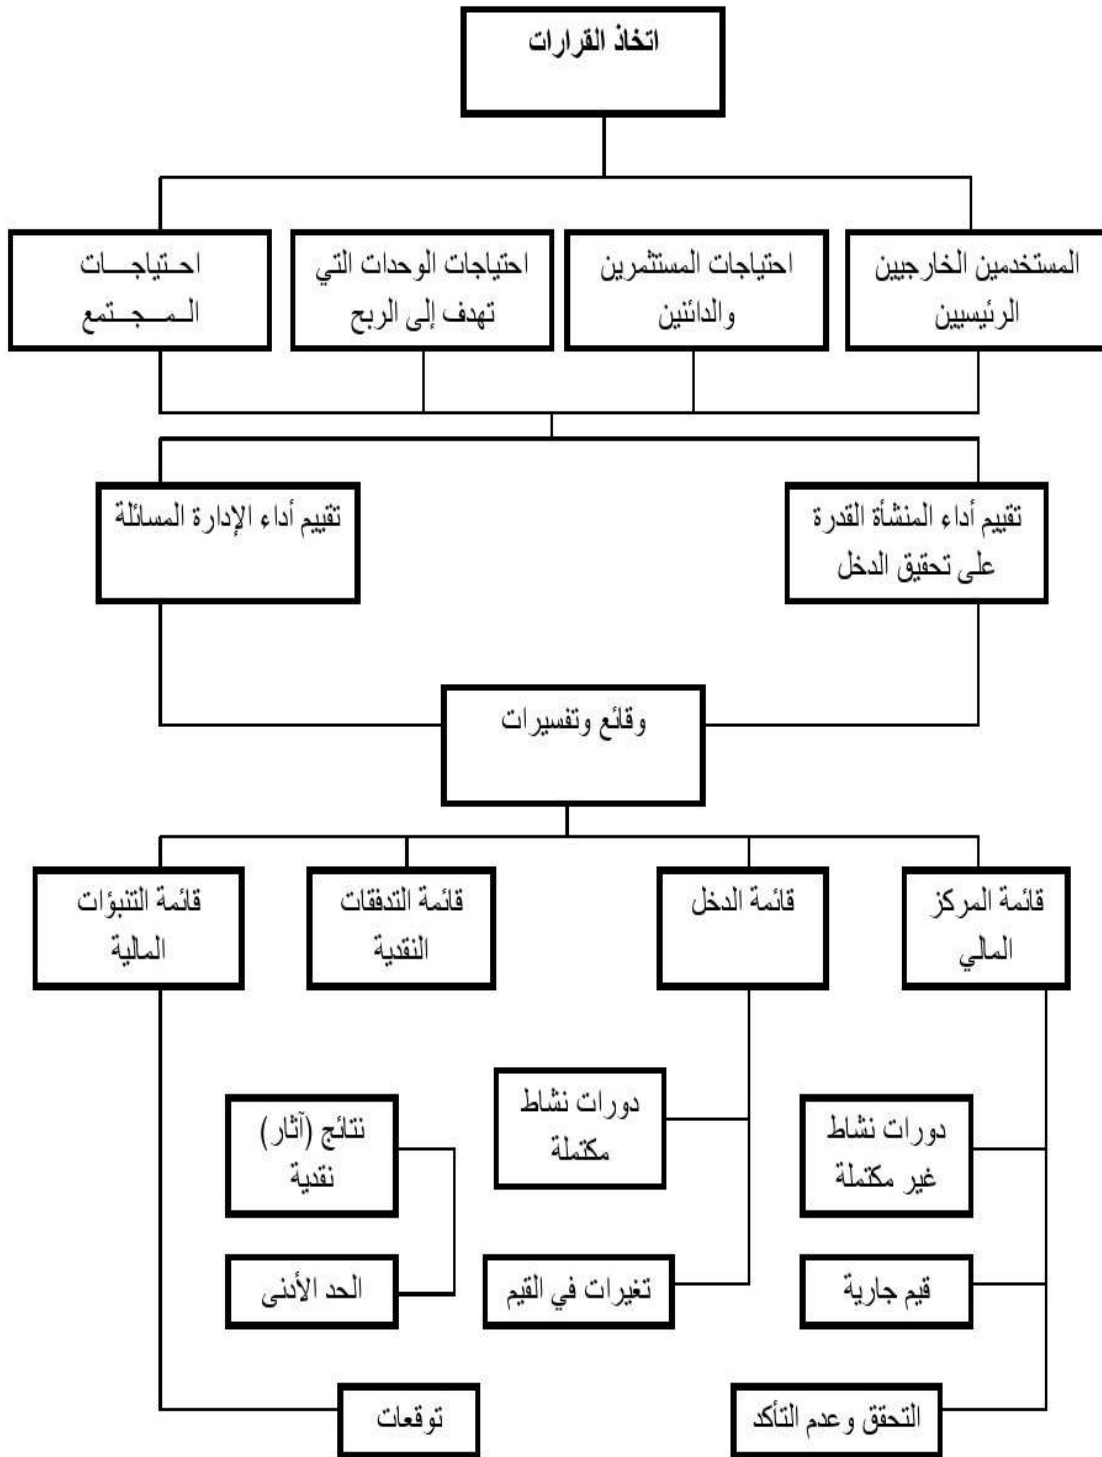 اتخاذ القرارات
المستخدمين الخارجيين
الرئيسيين
احتياجات المستثمرين
والدائنين
احتياجات الوحدات التي
تهدف إلى الربح
احـتياجـــات
الـمـــجــتمع
تقييم أداء المنشأة القدرة
على تحقيق الدخل
تقييم أداء الإدارة المسائلة
وقائع وتفسيرات
قائمة المركز
المالي
قائمة الدخل
قائمة التدفقات
النقدية
قائمة التنبؤات
المالية
دورات نشاط
غير مكتملة
دورات نشاط
مكتملة
نتائج (آثار)
نقدية
قيم جارية
تغيرات في القيم
الحد الأدنى
التحقق وعدم التأكد
توقعات